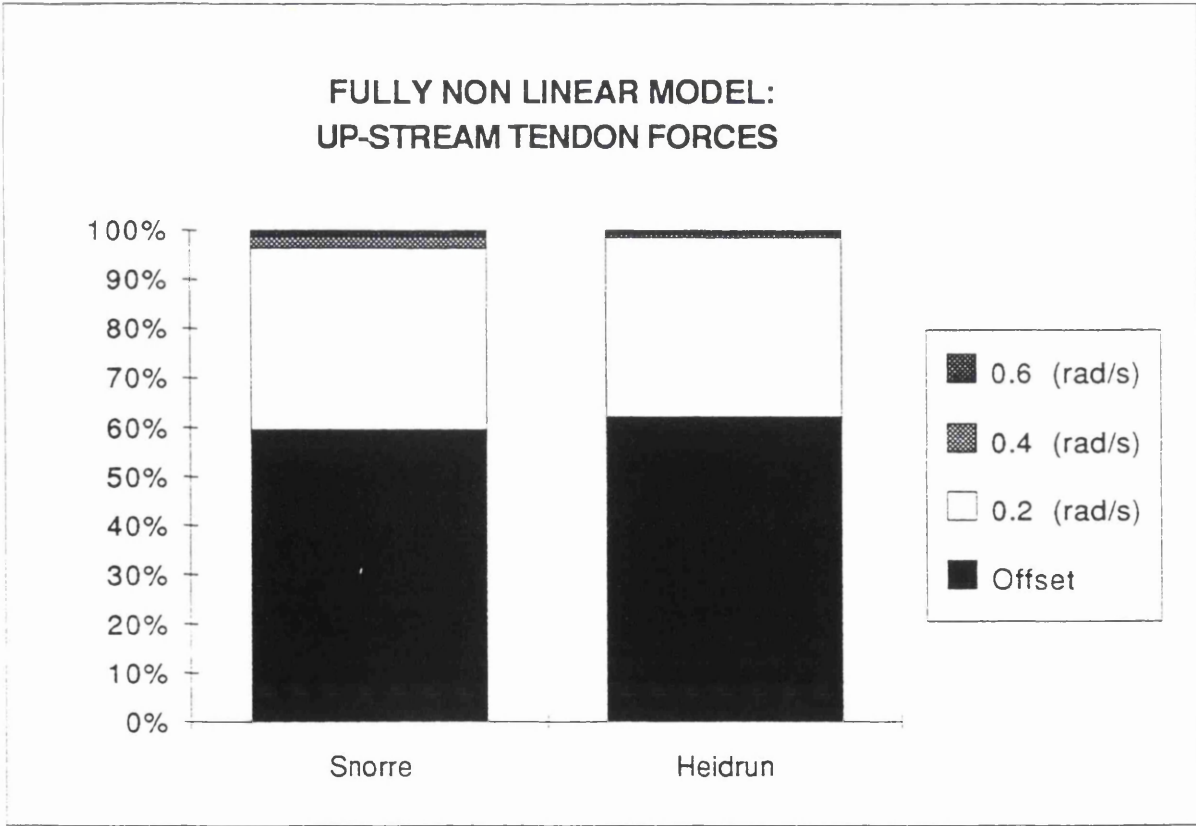 FULLY NON LINEAR MODEL:
UP-STREAM TENDON FORCES
100%
90%
80%
70%
60%
50%
40%
30%
20%
10%
0%
Snorre
Heidrun
0.6 (rad/s)
0.4 (rad/s)
0.2 (rad/s)
Offset